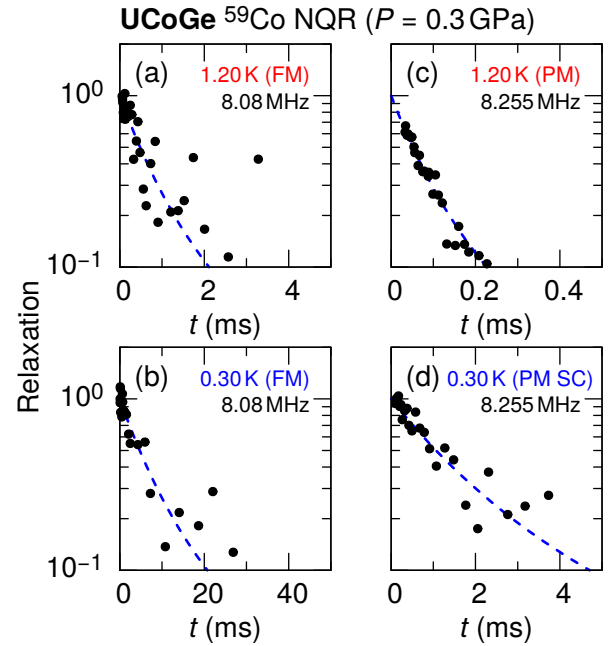 UCoGe ⁵⁹Co NQR (P = 0.3 GPa)
(a)
1.20 K (FM)
8.08 MHz
10⁰
10⁻¹
0 2 4
t (ms)
(c)
1.20 K (PM)
8.255 MHz
0 0.2 0.4
t (ms)
Relaxation
(b)
0.30 K (FM)
8.08 MHz
10⁰
10⁻¹
0 20 40
t (ms)
(d)
0.30 K (PM SC)
8.255 MHz
0 2 4
t (ms)